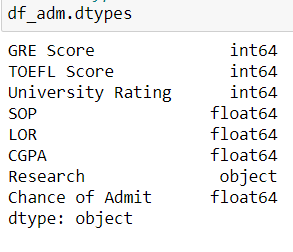 df_adm.dtypes
GRE Score int64
TOEFL Score int64
University Rating int64
SOP float64
LOR float64
CGPA float64
Research object
Chance of Admit float64
dtype: object